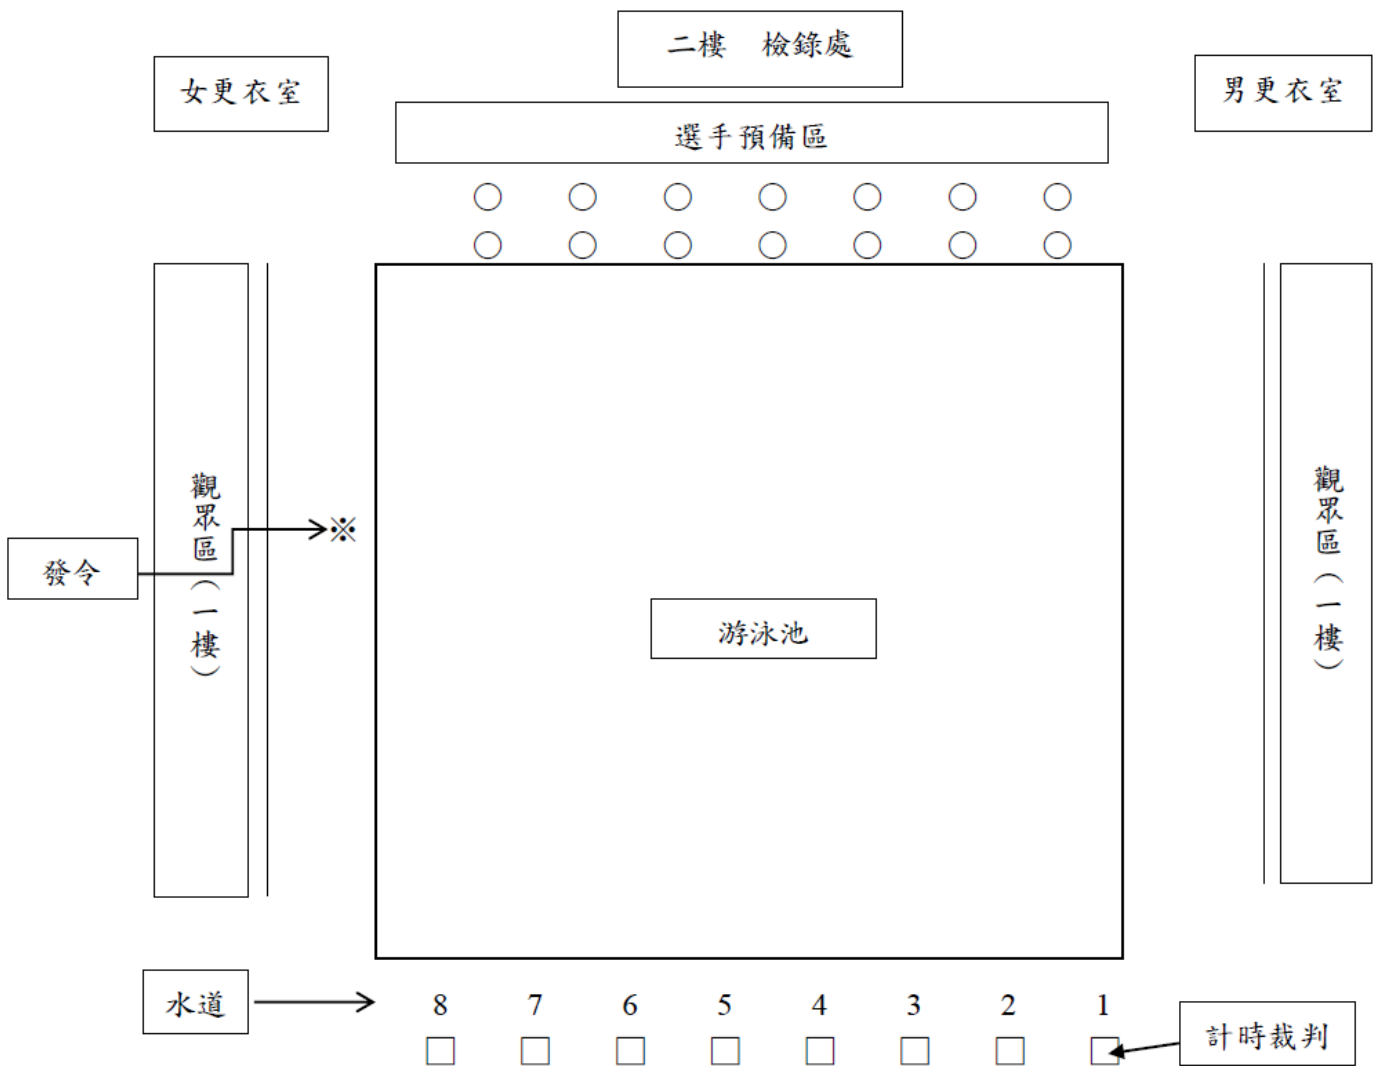 二樓　檢錄處
女更衣室
男更衣室
選手預備區
觀眾區（一樓）
觀眾區（一樓）
※
發令
游泳池
水道
8 7 6 5 4 3 2 1
計時裁判